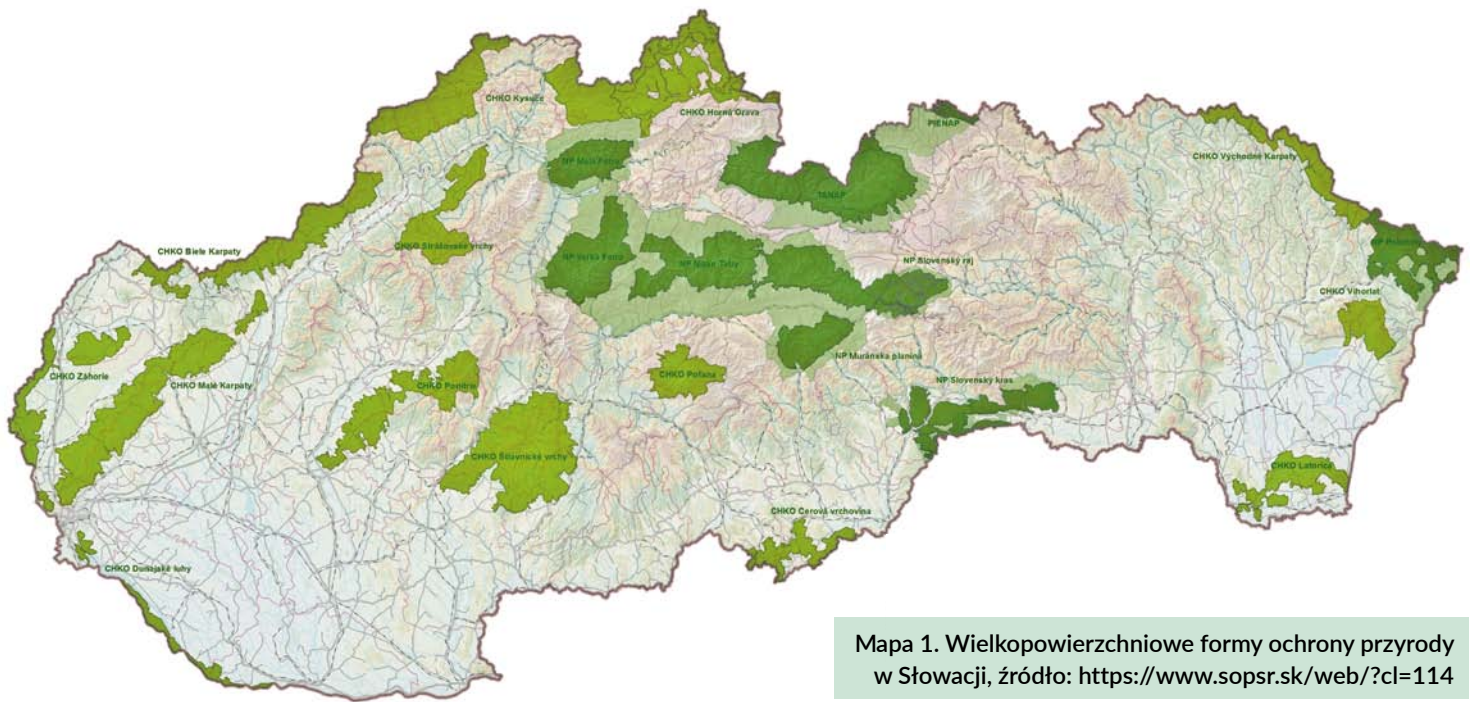 CHKO Kysuce
CHKO Horná Orava
PIENAP
CHKO Východné Karpaty
NP Malá Fatra
TANAP
CHKO Biele Karpaty
CHKO Strážovské vrchy
NP Veľká Fatra
NP Nízke Tatry
NP Slovenský raj
NP Poloniny
CHKO Vihorlat
CHKO Záhorie
CHKO Malé Karpaty
CHKO Ponitrie
CHKO Poľana
NP Muránska planina
NP Slovenský kras
CHKO Štiavnické vrchy
CHKO Latorica
CHKO Cerová vrchovina
CHKO Dunajské luhy
Mapa 1. Wielkopowierzchniowe formy ochrony przyrody
w Słowacji, źródło: https://www.sopsr.sk/web/?cl=114